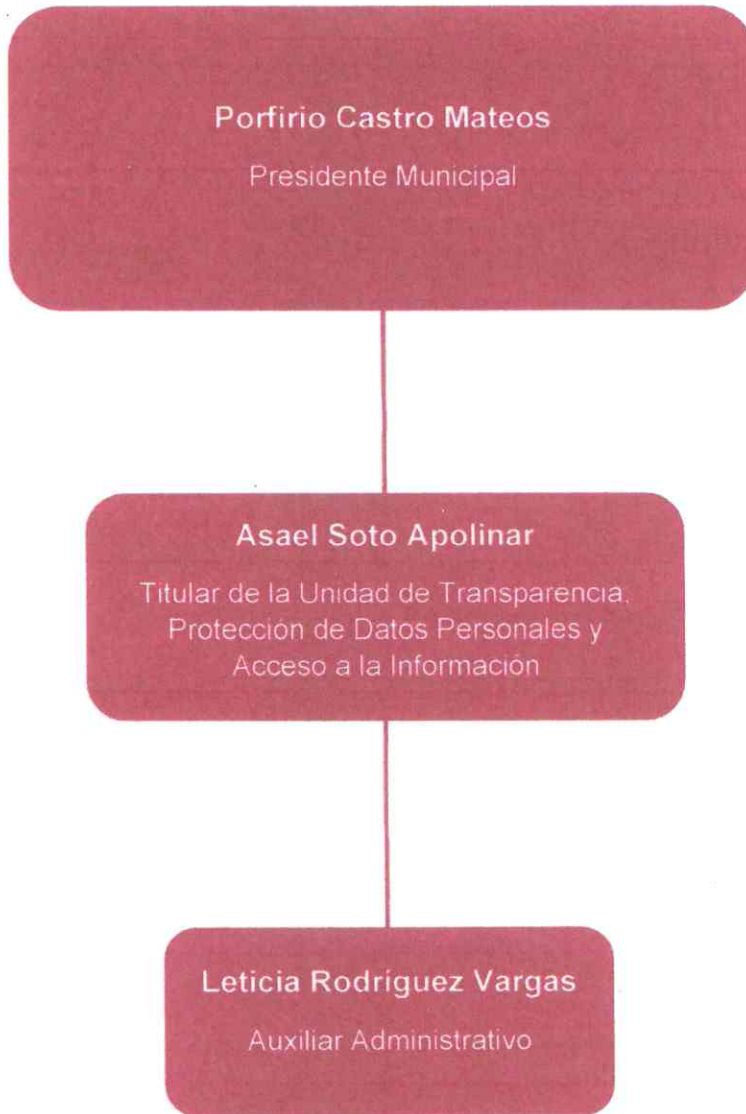 Porfirio Castro Mateos
Presidente Municipal
Asael Soto Apolinar
Titular de la Unidad de Transparencia,
Protección de Datos Personales y
Acceso a la Información
Leticia Rodríguez Vargas
Auxiliar Administrativo